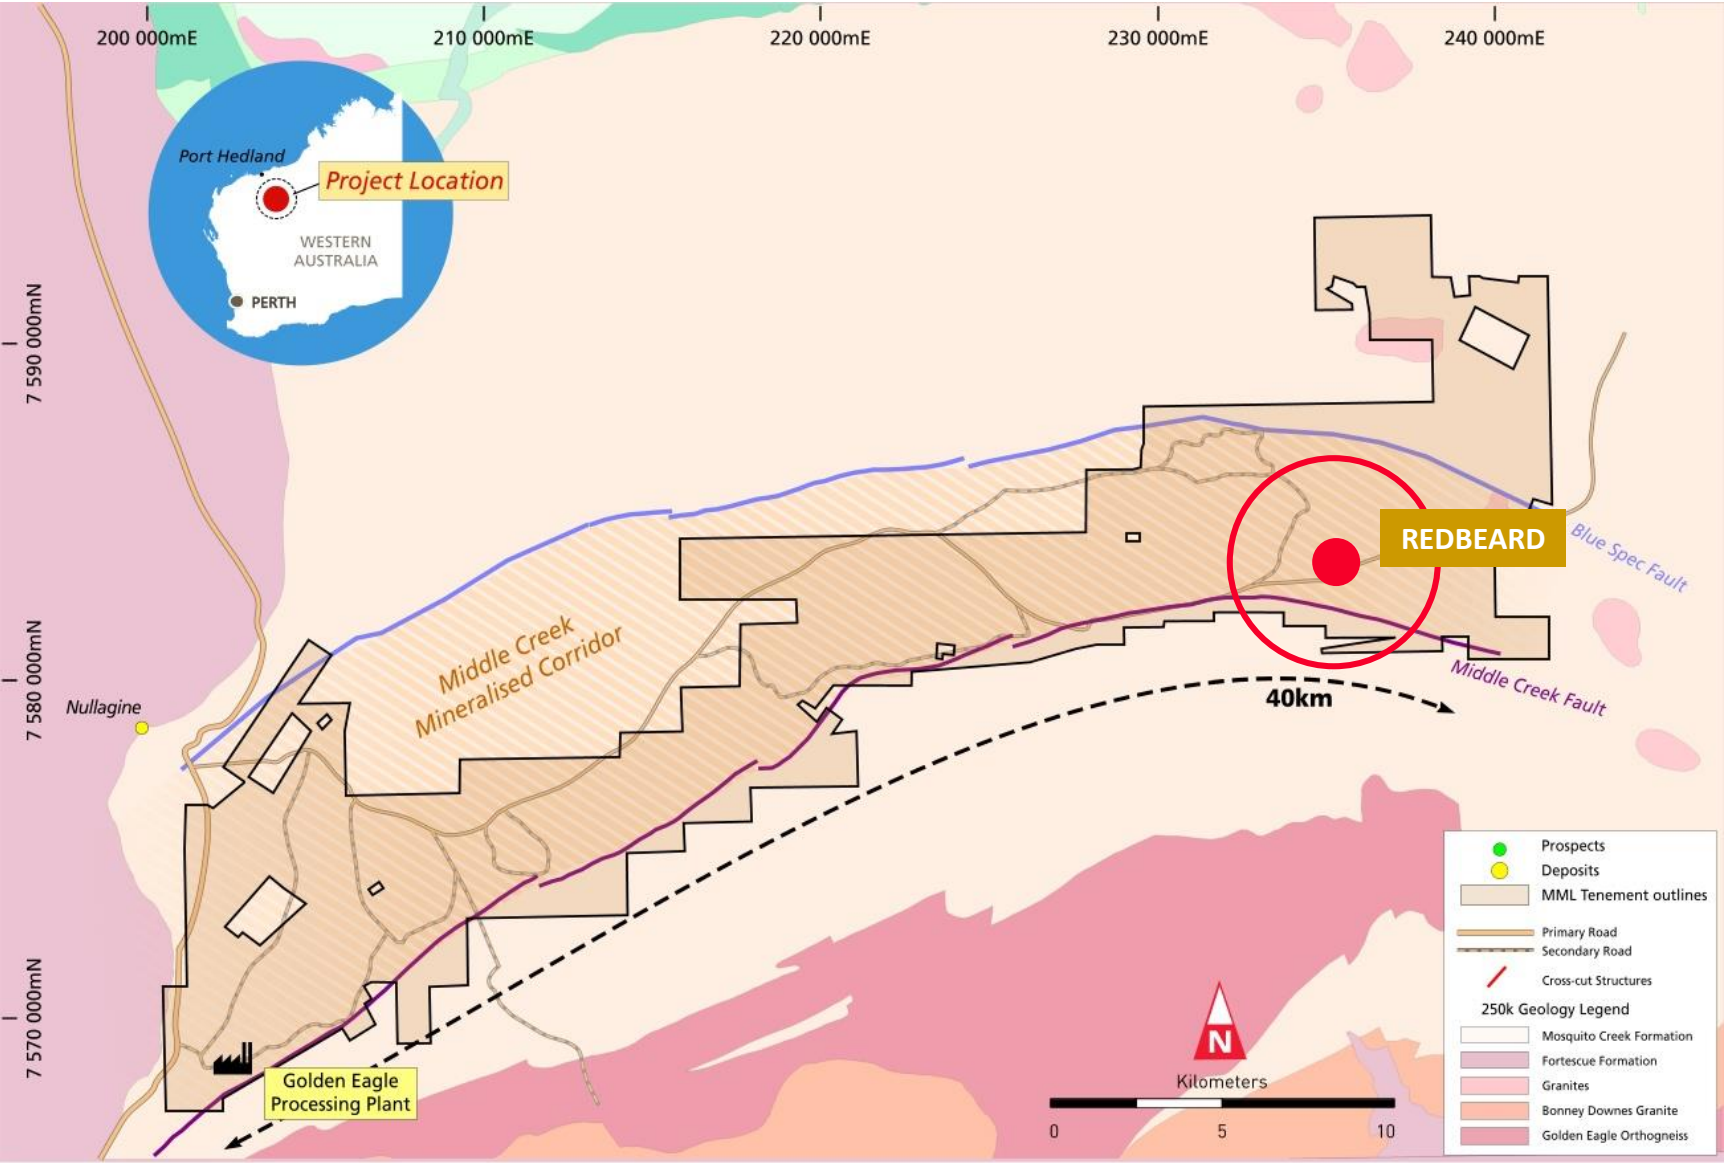 200 000mE
210 000mE
220 000mE
230 000mE
240 000mE
7 590 000mN
7 580 000mN
7 570 000mN
Port Hedland
Project Location
WESTERN
AUSTRALIA
PERTH
REDBEARD
Blue Spec Fault
Middle Creek
Mineralised Corridor
Nullagine
Middle Creek Fault
40km
Golden Eagle
Processing Plant
N
Kilometers
0
5
10
Prospects
Deposits
MML Tenement outlines
Primary Road
Secondary Road
Cross-cut Structures
250k Geology Legend
Mosquito Creek Formation
Fortescue Formation
Granites
Bonney Downes Granite
Golden Eagle Orthogneiss